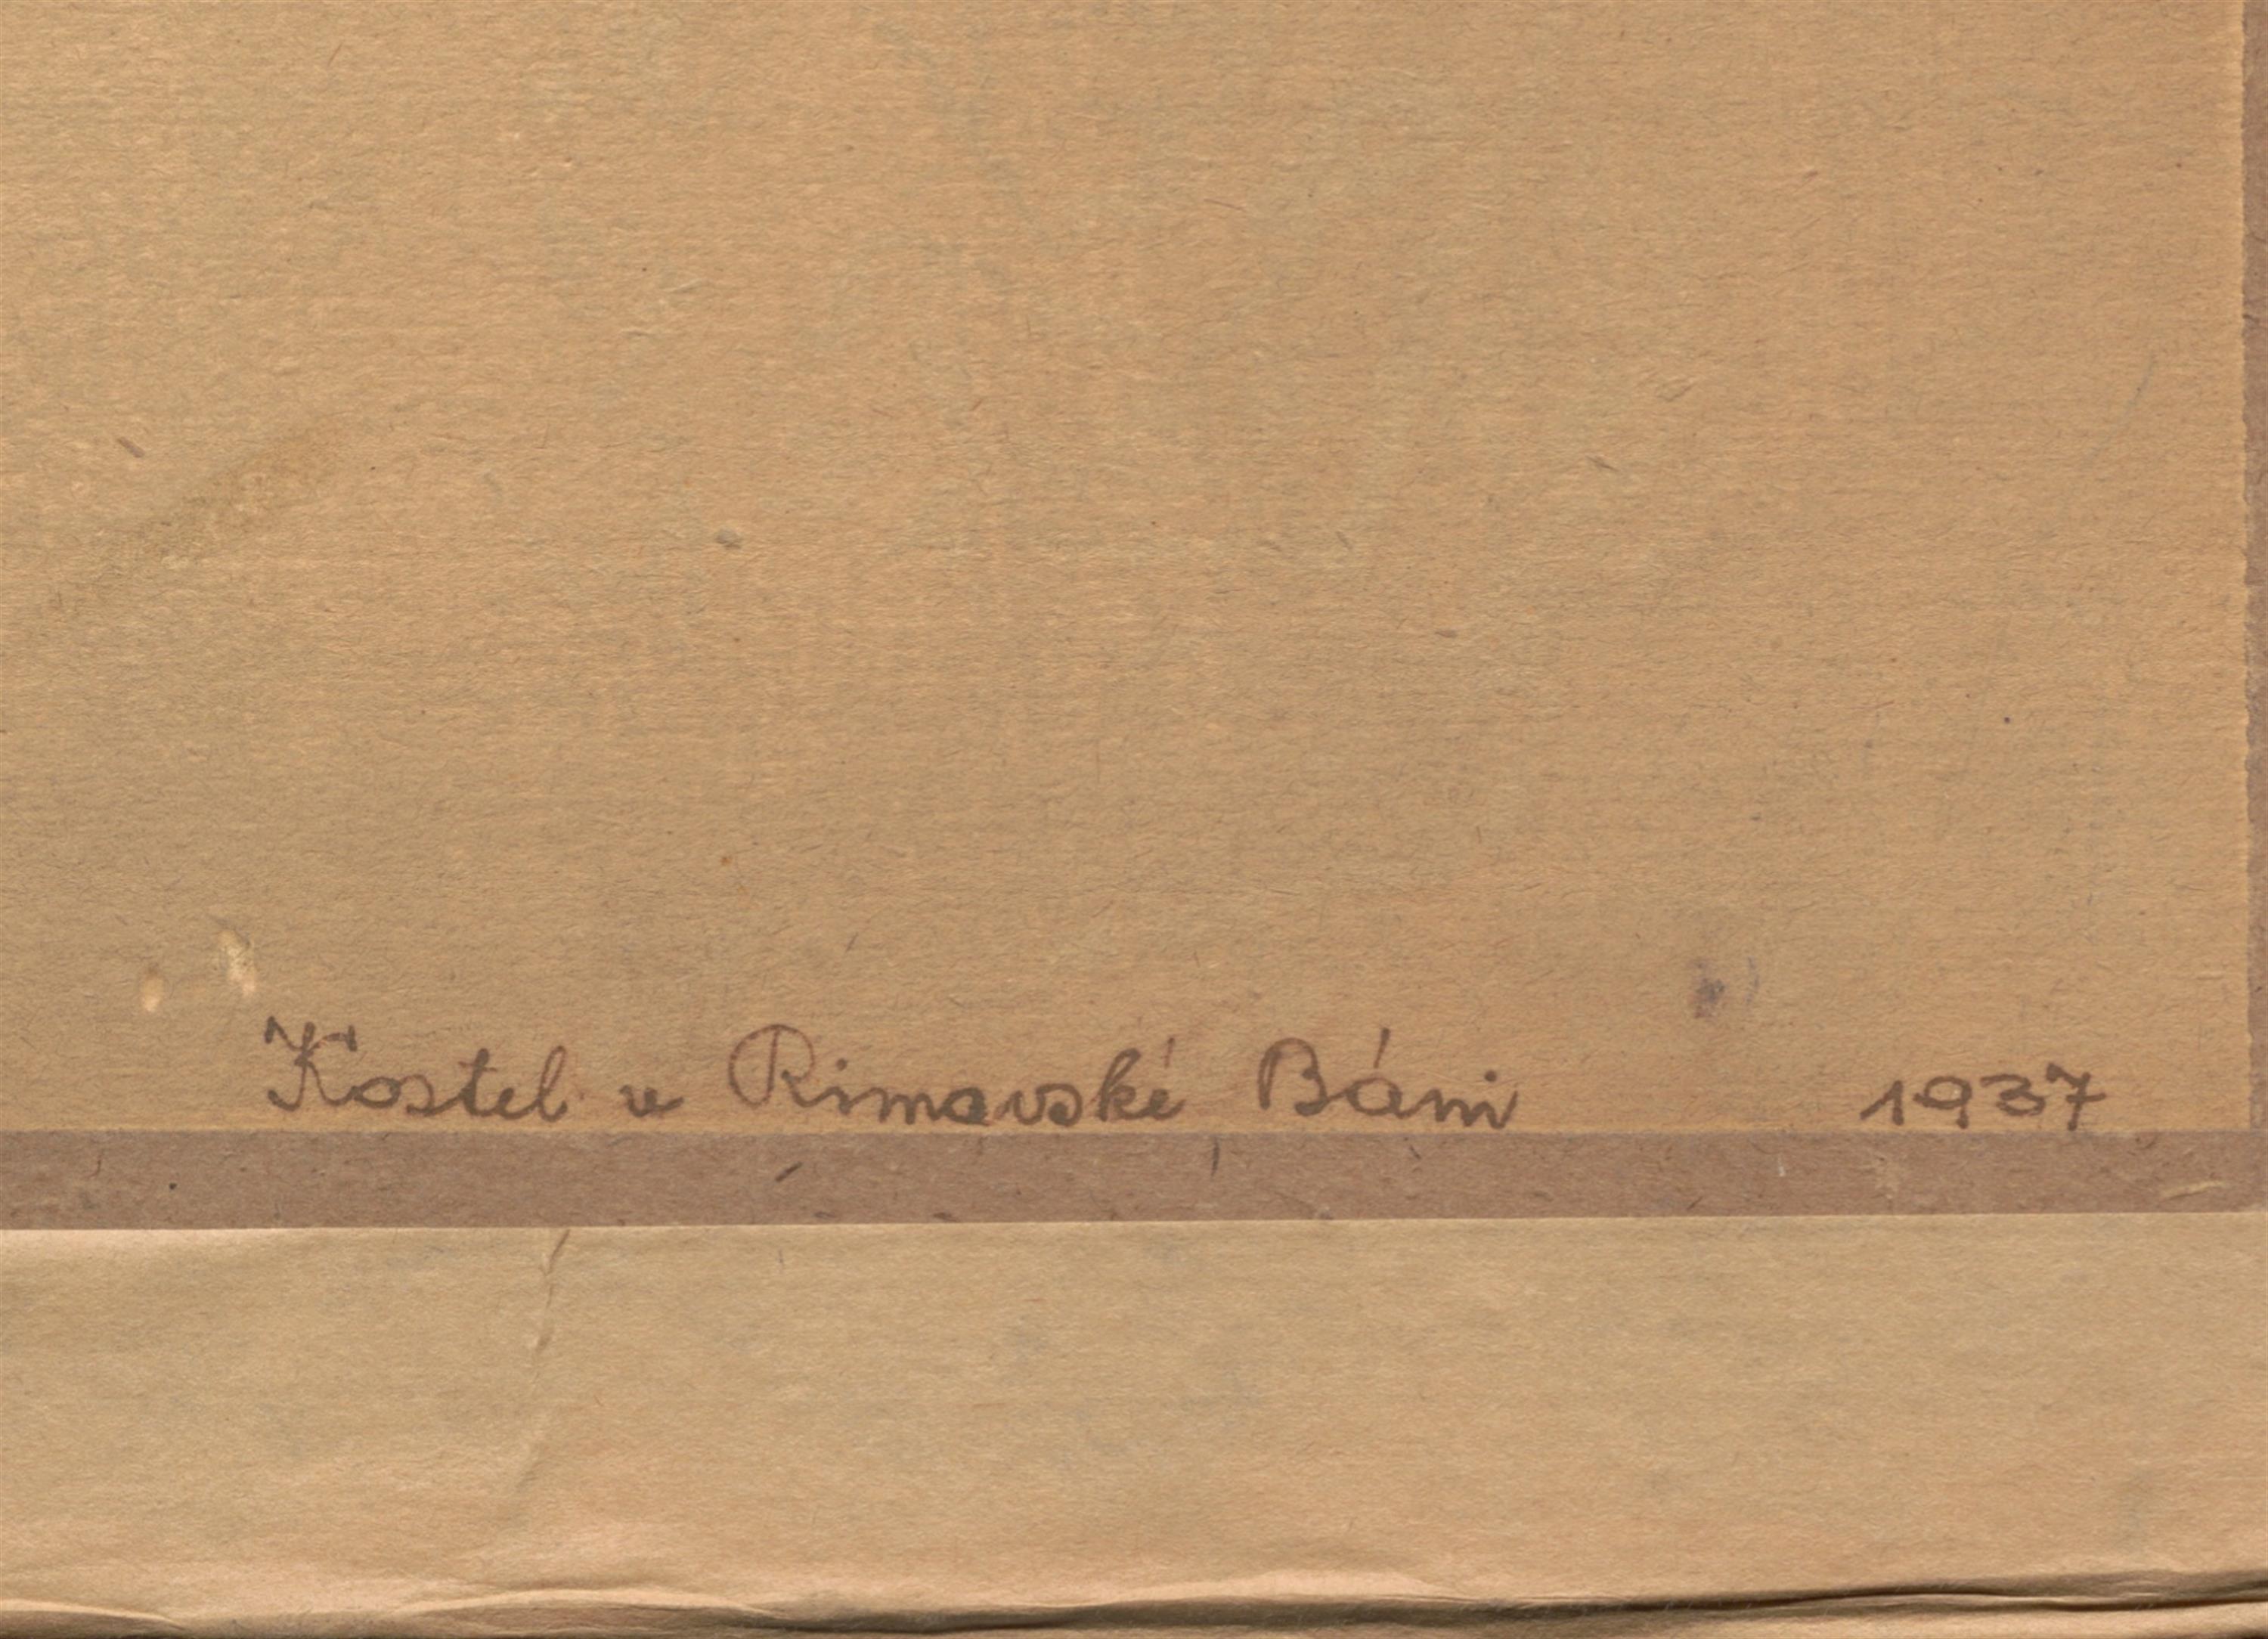 Kostel v Rimavské Báni 1937